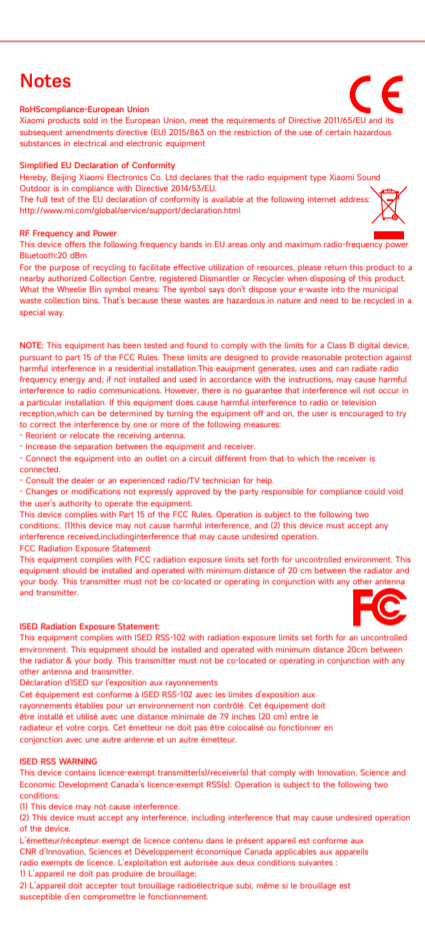 Notes
CE
RoHScompliance-European Union
Xiaomi products sold in the European Union, meet the requirements of Directive 2011/65/EU and its
subsequent amendments directive (EU) 2015/863 on the restriction of the use of certain hazardous
substances in electrical and electronic equipment
Simplified EU Declaration of Conformity
Hereby, Beijing Xiaomi Electronics Co. Ltd declares that the radio equipment type Xiaomi Sound
Outdoor is in compliance with Directive 2014/53/EU.
The full text of the EU declaration of conformity is available at the following internet address:
http://www.mi.com/global/service/support/declaration.html
RF Frequency and Power
This device offers the following frequency bands in EU areas only and maximum radio-frequency power
Bluetooth:20 dBm
For the purpose of recycling to facilitate effective utilization of resources, please return this product to a
nearby authorized Collection Centre, registered Dismantler or Recycler when disposing of this product.
What the Wheelie Bin symbol means: The symbol says don't dispose your e-waste into the municipal
waste collection bins. That's because these wastes are hazardous in nature and need to be recycled in a
special way.
NOTE: This equipment has been tested and found to comply with the limits for a Class B digital device,
pursuant to part 15 of the FCC Rules. These limits are designed to provide reasonable protection against
harmful interference in a residential installation.This eauipment generates, uses and can radiate radio
frequency energy and, if not installed and used in accordance with the instructions, may cause harmful
interference to radio communications. However, there is no guarantee that interference wil not occur in
a particular installation. If this equipment does cause harmful interference to radio or television
reception,which can be determined by turning the equipment off and on, the user is encouraged to try
to correct the interference by one or more of the following measures:
- Reorient or relocate the receiving antenna.
- Increase the separation between the equipment and receiver.
- Connect the equipment into an outlet on a circuit different from that to which the receiver is
connected.
- Consult the dealer or an experienced radio/TV technician for help.
- Changes or modifications not expressly approved by the party responsible for compliance could void
the user's authority to operate the equipment.
This device complies with Part 15 of the FCC Rules. Operation is subject to the following two
conditions:. (1)this device may not cause harmful interference, and (2) this device must accept any
interference received,includinginterference that may cause undesired operation.
FCC Radiation Exposure Statement
This equipment complies with FCC radiation exposure limits set forth for uncontrolled environment. This
equipment should be installed and operated with minimum distance of 20 cm between the radiator and
your body. This transmitter must not be co-located or operating in conjunction with any other antenna
and transmitter.
FCC
ISED Radiation Exposure Statement:
This equipment complies with ISED RSS-102 with radiation exposure limits set forth for an uncontrolled
environment. This equipment should be installed and operated with minimum distance 20cm between
the radiator & your body. This transmitter must not be co-located or operating in conjunction with any
other antenna and transmitter.
Déclaration d'ISED sur l'exposition aux rayonnements
Cet équipement est conforme à ISED RSS-102 avec les limites d'exposition aux
rayonnements établies pour un environnement non contrôlé. Cet équipement doit
être installé et utilisé avec une distance minimale de 7.9 inches (20 cm) entre le
radiateur et votre corps. Cet émetteur ne doit pas être colocalisé ou fonctionner en
conjonction avec une autre antenne et un autre émetteur.
ISED RSS WARNING
This device contains licence-exempt transmitter(s)/receiver(s) that comply with Innovation, Science and
Economic Development Canada's licence-exempt RSS(s). Operation is subject to the following two
conditions:
(1) This device may not cause interference.
(2) This device must accept any interference, including interference that may cause undesired operation
of the device.
L'émetteur/récepteur exempt de licence contenu dans le présent appareil est conforme aux
CNR d'Innovation, Sciences et Développement économique Canada applicables aux appareils
radio exempts de licence. L'exploitation est autorisée aux deux conditions suivantes :
1) L'appareil ne doit pas produire de brouillage;
2) L'appareil doit accepter tout brouillage radioélectrique subi, même si le brouillage est
susceptible d'en compromettre le fonctionnement.